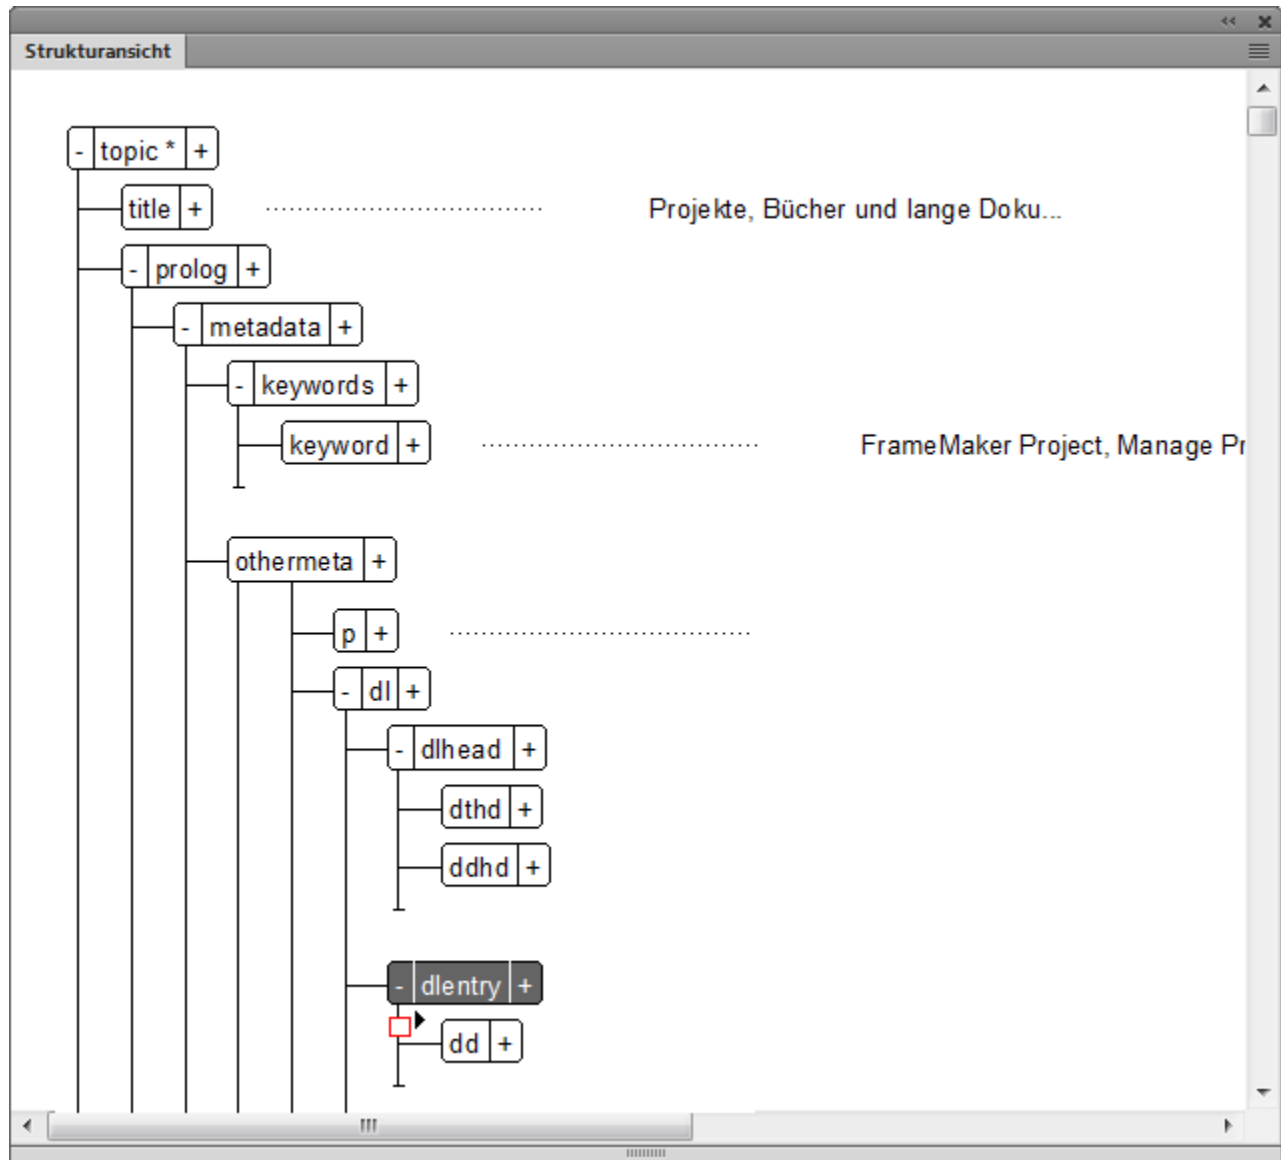 Strukturansicht
- topic * +
title + Projekte, Bücher und lange Doku...
- prolog +
- metadata +
- keywords +
keyword + FrameMaker Project, Manage Pr
othermeta +
p +
- dl +
- dlhead +
dthd +
ddhd +
- dlentry +
dd +